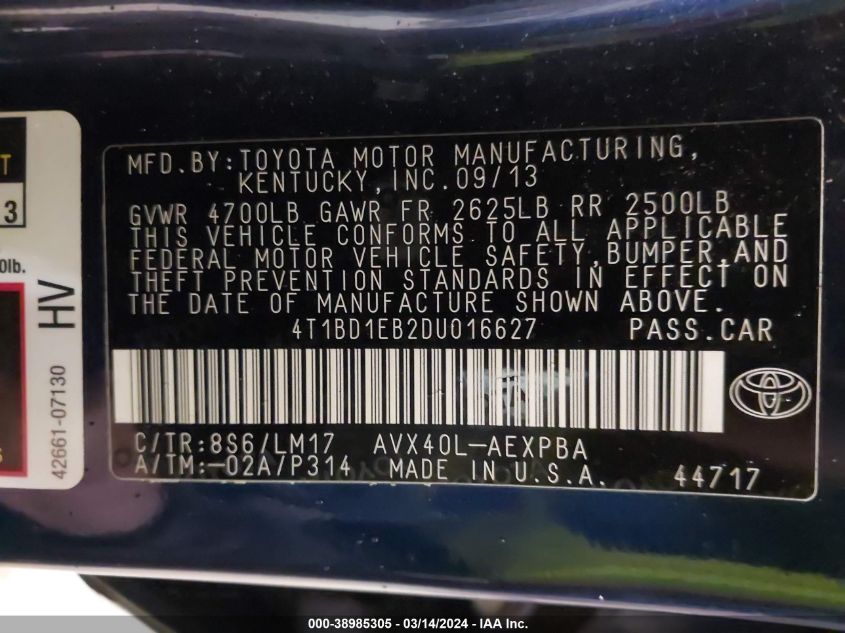 MFD.BY:TOYOTA MOTOR MANUFACTURING,
KENTUCKY,INC.09/13
GVWR 4700LB GAWR FR 2625LB RR 2500LB
THIS VEHICLE CONFORMS TO ALL APPLICABLE
FEDERAL MOTOR VEHICLE SAFETY,BUMPER,AND
THEFT PREVENTION STANDARDS IN EFFECT ON
THE DATE OF MANUFACTURE SHOWN ABOVE.
4T1BD1EB2DU016627 PASS.CAR
C/TR:8S6/LM17 AVX40L-AEXPBA
A/TM:-02A/P314 MADE IN U.S.A. 44717
T
3
0lb.
HV
42661-07130
S
000-38985305 - 03/14/2024 - IAA Inc.